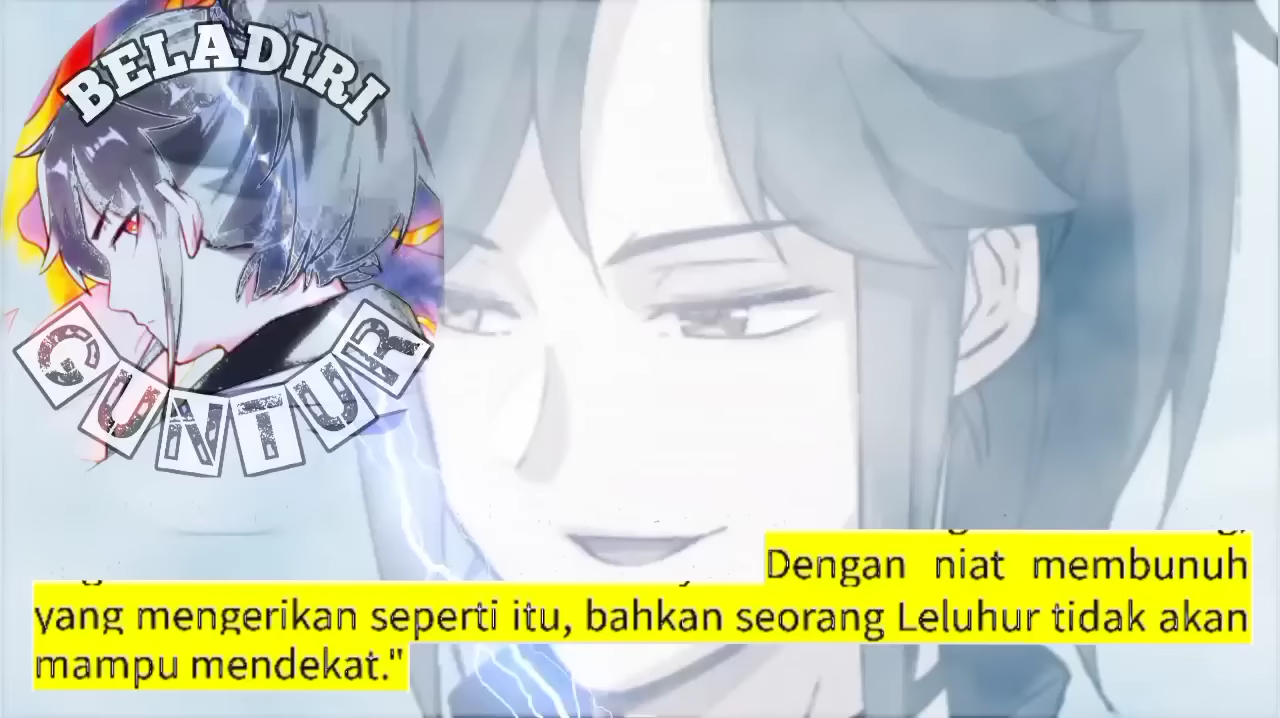 BELADIRI
GUNTUR
Dengan niat membunuh
yang mengerikan seperti itu, bahkan seorang Leluhur tidak akan
mampu mendekat."